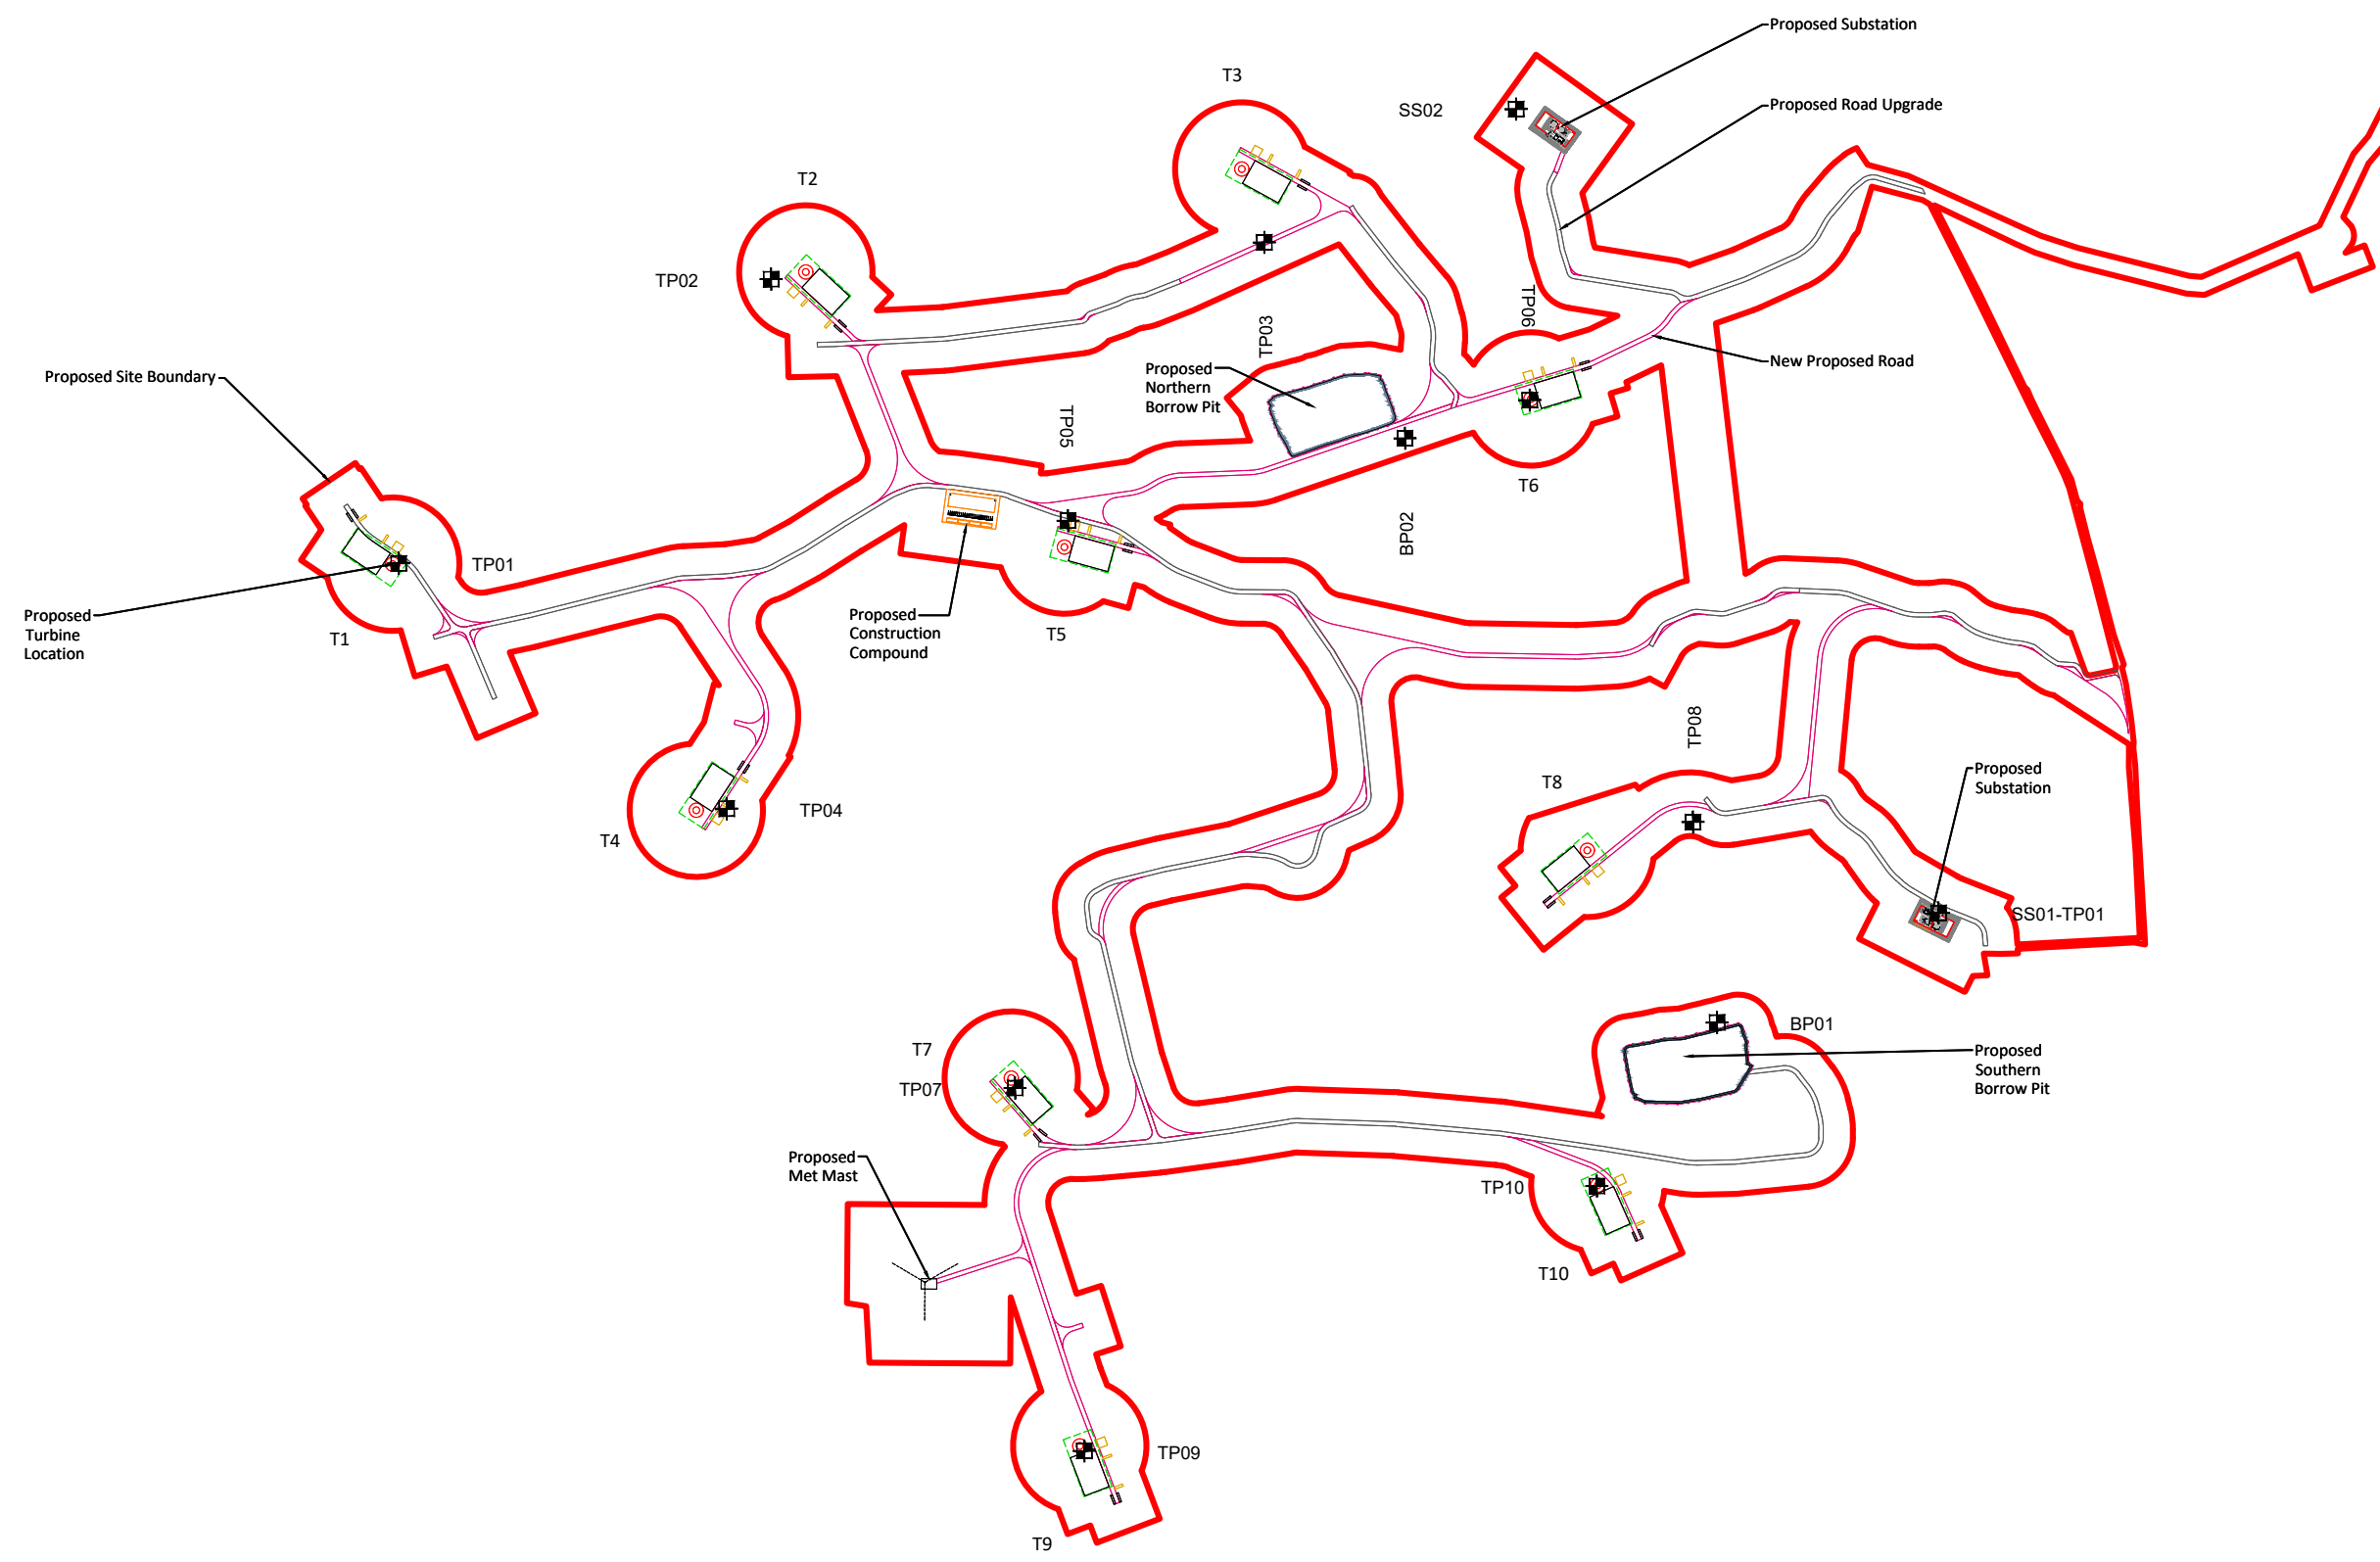 Proposed Substation
T3
Proposed Road Upgrade
SS02
T2
TP02
TP06
TP03
New Proposed Road
Proposed
Northern
Borrow Pit
Proposed Site Boundary
TP05
T6
BP02
TP01
Proposed
Turbine
Location
T1
Proposed
Construction
Compound
T5
TP08
Proposed
Substation
T8
TP04
T4
SS01-TP01
BP01
T7
TP07
Proposed
Southern
Borrow Pit
Proposed
Met Mast
TP10
T10
TP09
T9